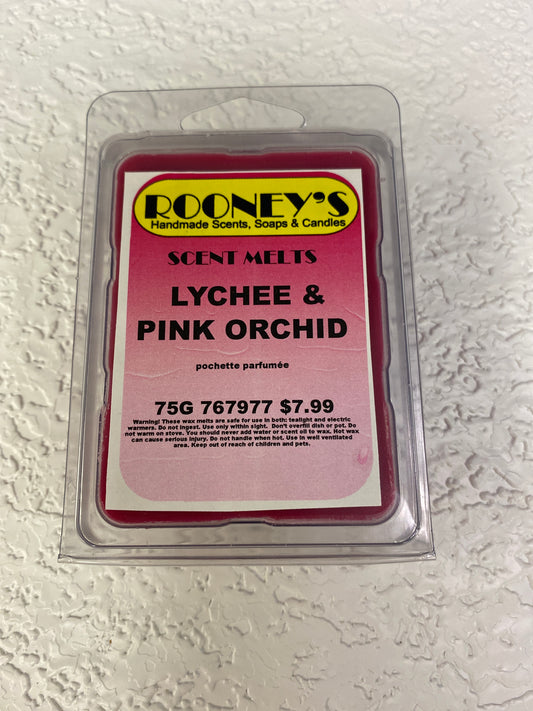 ROONEY'S
Handmade Scents, Soaps & Candles
SCENT MELTS
LYCHEE &
PINK ORCHID
pochette parfumée
75G 767977 $7.99
Warning! These wax melts are safe for use in both: tealight and electric
warmers. Do not ingest. Use only within sight. Don't overfill dish or pot. Do
not warm on stove. You should never add water or scent oil to wax. Hot wax
can cause serious injury. Do not handle when hot. Use in well ventilated
area. Keep out of reach of children and pets.